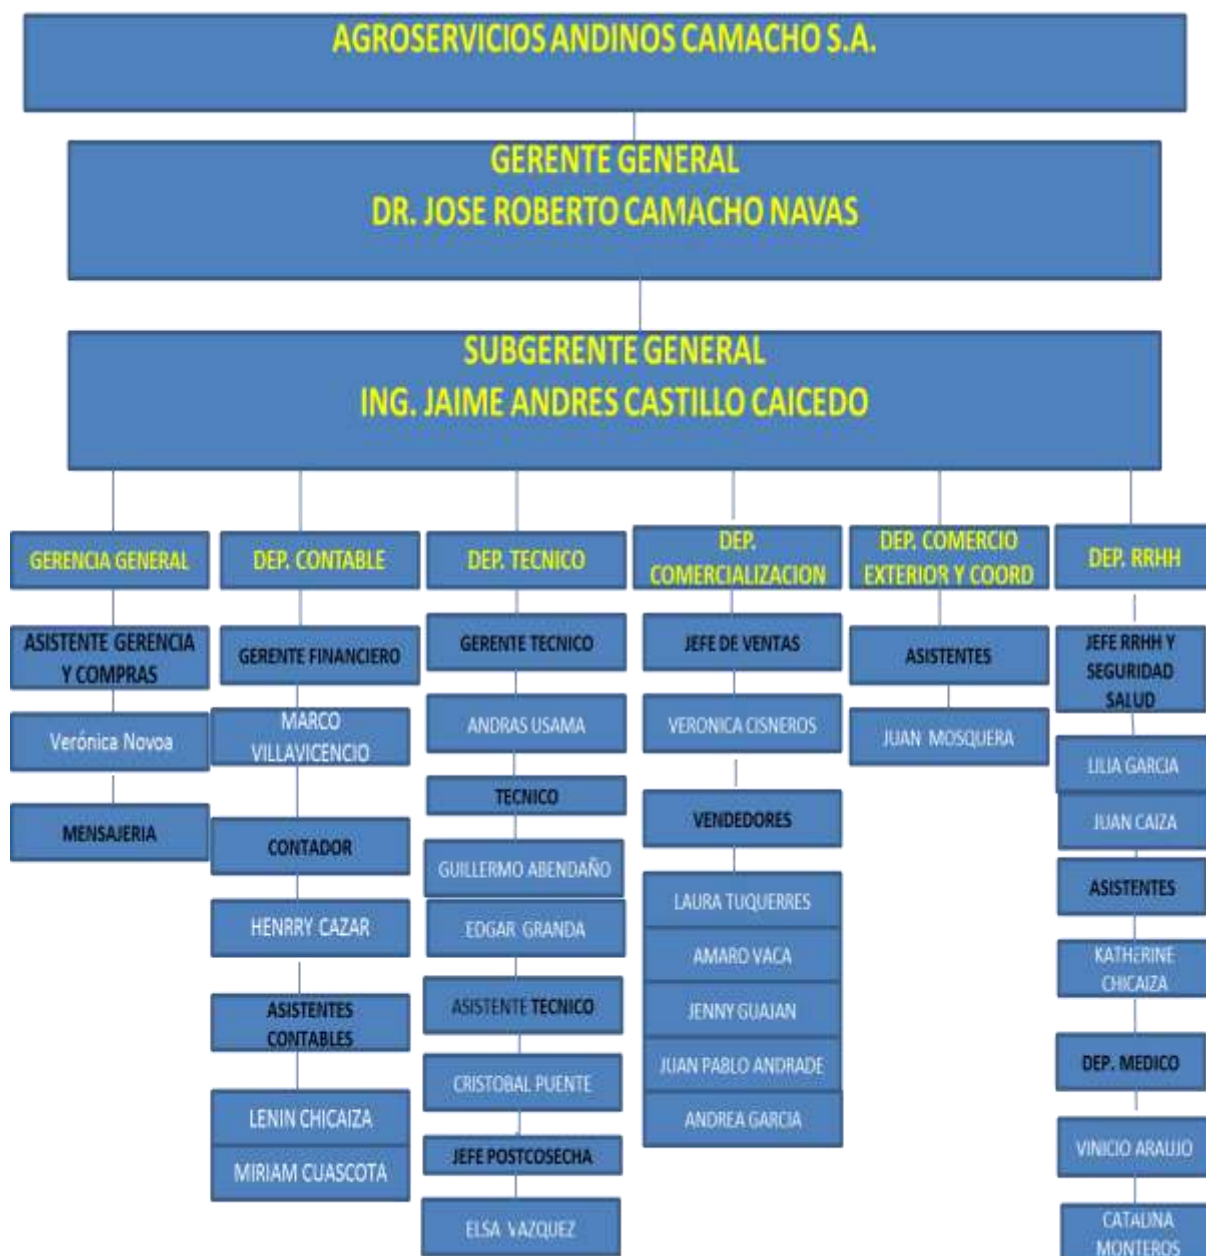 AGROSERVICIOS ANDINOS CAMACHO S.A.
GERENTE GENERAL
DR. JOSE ROBERTO CAMACHO NAVAS
SUBGERENTE GENERAL
ING. JAIME ANDRES CASTILLO CAICEDO
GERENCIA GENERAL
ASISTENTE GERENCIA
Y COMPRAS
Verónica Novoa
MENSAJERIA
DEP. CONTABLE
GERENTE FINANCIERO
MARCO
VILLAVICENCIO
CONTADOR
HENRRY CAZAR
ASISTENTES
CONTABLES
LENIN CHICAIZA
MIRIAM CUASCOTA
DEP. TECNICO
GERENTE TECNICO
ANDRAS USAMA
TECNICO
GUILLERMO ABENDAÑO
EDGAR GRANDA
ASISTENTE TECNICO
CRISTOBAL PUENTE
JEFE POSTCOSECHA
ELSA VAZQUEZ
DEP.
COMERCIALIZACION
JEFE DE VENTAS
VERONICA CISNEROS
VENDEDORES
LAURA TUQUERRES
AMARO VACA
JENNY GUAJAN
JUAN PABLO ANDRADE
ANDREA GARCIA
DEP. COMERCIO
EXTERIOR Y COORD
ASISTENTES
JUAN MOSQUERA
DEP. RRHH
JEFE RRHH Y
SEGURIDAD
SALUD
LILIA GARCIA
JUAN CAIZA
ASISTENTES
KATHERINE
CHICAIZA
DEP. MEDICO
VINICIO ARAUJO
CATALINA
MONTEROS